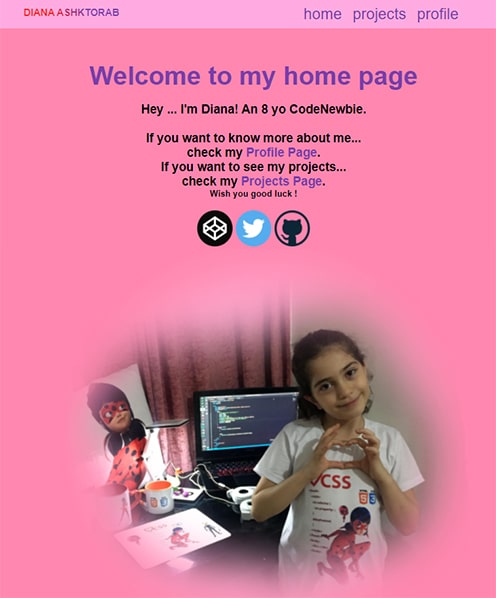 DIANA ASHKTORAB
home projects profile
Welcome to my home page
Hey ... I'm Diana! An 8 yo CodeNewbie.
If you want to know more about me...
check my Profile Page.
If you want to see my projects...
check my Projects Page.
Wish you good luck !
CSS